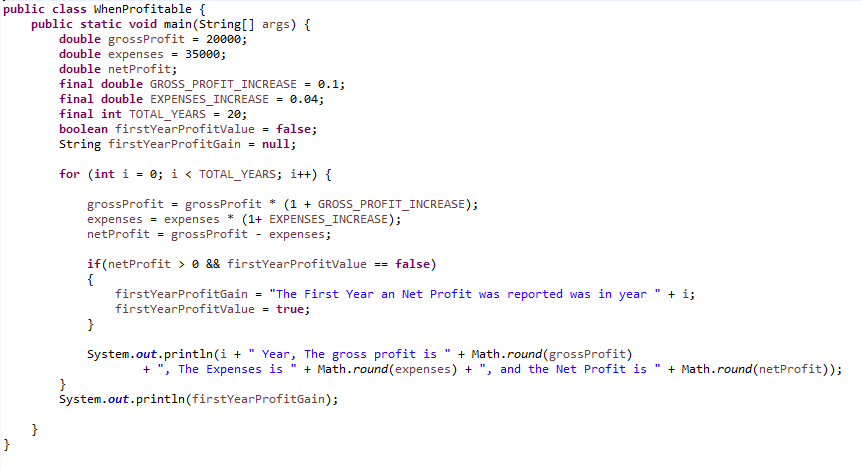 public class WhenProfitable {
    public static void main(String[] args) {
        double grossProfit = 20000;
        double expenses = 35000;
        double netProfit;
        final double GROSS_PROFIT_INCREASE = 0.1;
        final double EXPENSES_INCREASE = 0.04;
        final int TOTAL_YEARS = 20;
        boolean firstYearProfitValue = false;
        String firstYearProfitGain = null;

        for (int i = 0; i < TOTAL_YEARS; i++) {

            grossProfit = grossProfit * (1 + GROSS_PROFIT_INCREASE);
            expenses = expenses * (1+ EXPENSES_INCREASE);
            netProfit = grossProfit - expenses;

            if(netProfit > 0 && firstYearProfitValue == false)
            {
                firstYearProfitGain = "The First Year an Net Profit was reported was in year " + i;
                firstYearProfitValue = true;
            }

            System.out.println(i + " Year, The gross profit is " + Math.round(grossProfit)
                    + ", The Expenses is " + Math.round(expenses) + ", and the Net Profit is " + Math.round(netProfit));
        }
        System.out.println(firstYearProfitGain);

    }
}